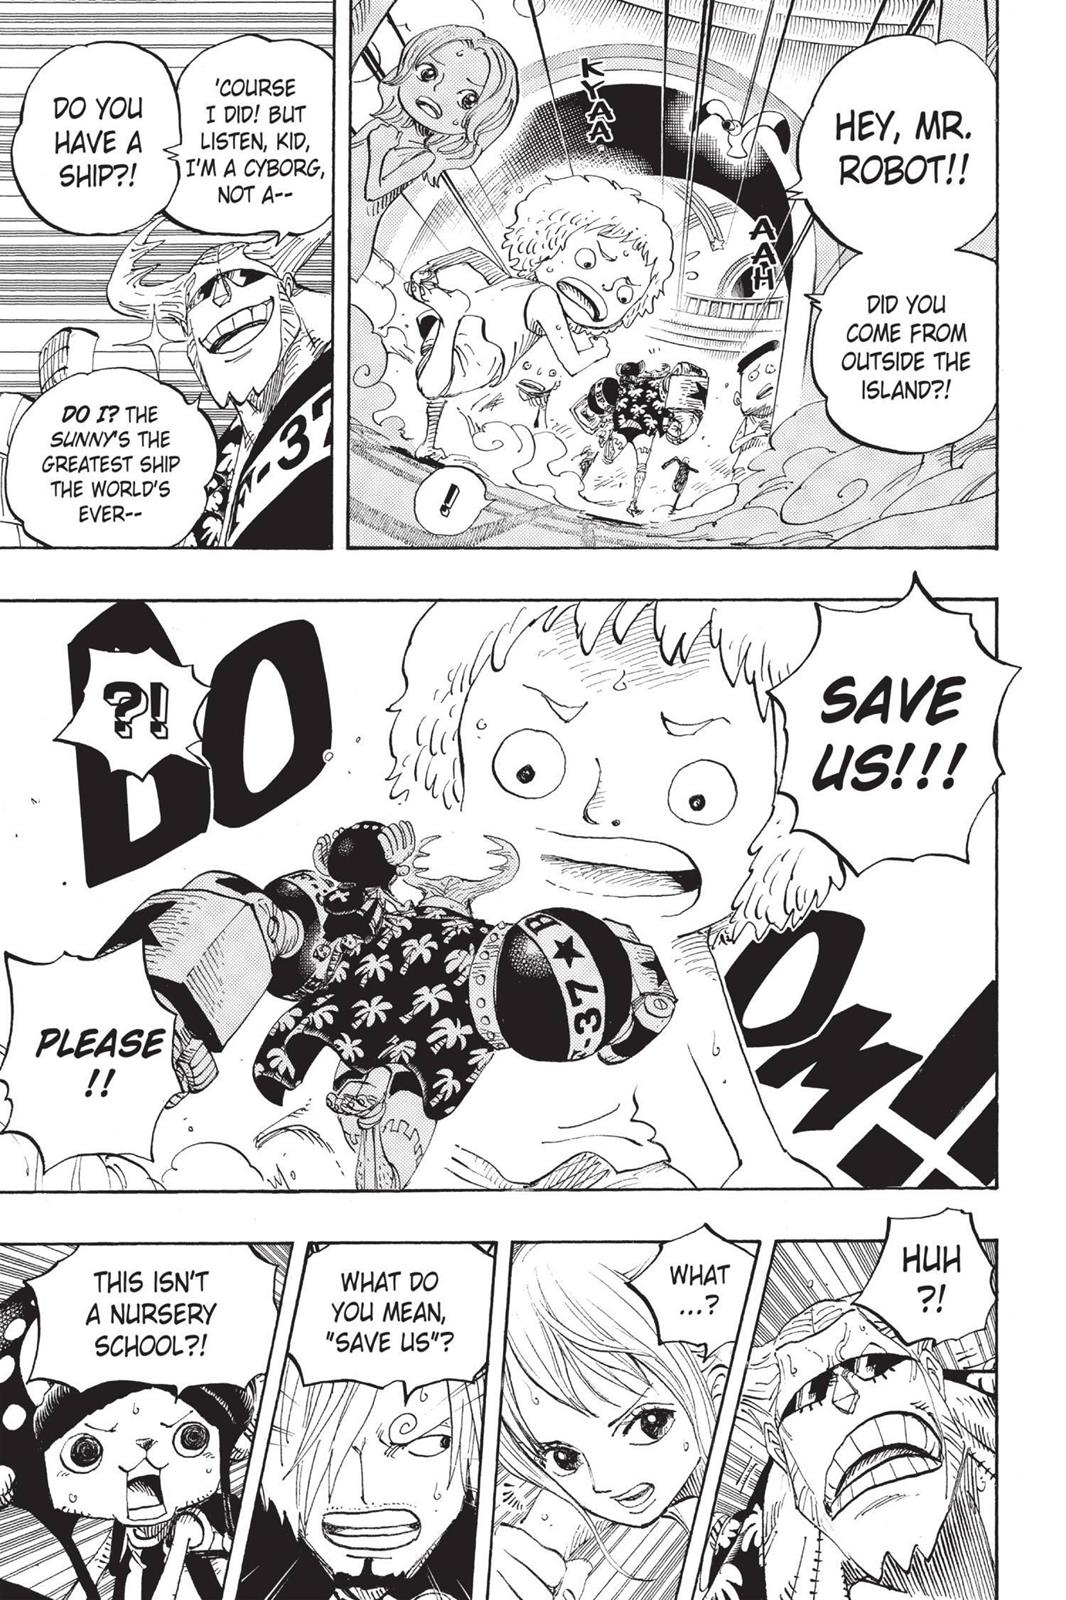 HEY, MR.
ROBOT!!
DID YOU
COME FROM
OUTSIDE THE
ISLAND?!
KYAA
AAH
!
'COURSE
I DID! BUT
LISTEN, KID,
I'M A CYBORG,
NOT A--
DO YOU
HAVE A
SHIP?!
DO I? THE
SUNNY'S THE
GREATEST SHIP
THE WORLD'S
EVER--
-37
SAVE
US!!!
?!
DO
OM!!
PLEASE
!!
B
-37★
HUH
?!
WHAT
...?
WHAT DO
YOU MEAN,
"SAVE US"?
THIS ISN'T
A NURSERY
SCHOOL?!